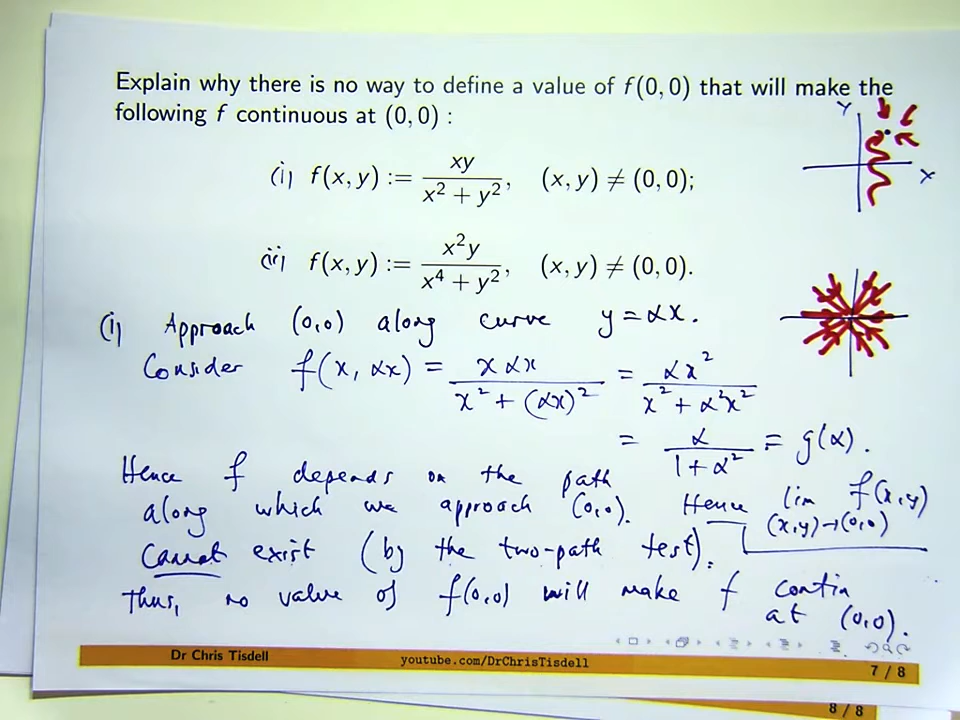 Explain why there is no way to define a value of f(0, 0) that will make the
following f continuous at (0, 0) :
(i) f(x, y) := xy / (x² + y²), (x, y) ≠ (0, 0);
(ii) f(x, y) := x²y / (x⁴ + y²), (x, y) ≠ (0, 0).
Y
X
(i) Approach (0,0) along curve y = αx.
Consider f(x, αx) = x αx / (x² + (αx)²) = αx² / (x² + α²x²)
= α / (1 + α²) =: g(α).
Hence f depends on the path
along which we approach (0,0). Hence lim (x,y)→(0,0) f(x,y)
Cannot exist (by the two-path test).
Thus, no value of f(0,0) will make f contin
at (0,0).
Dr Chris Tisdell youtube.com/DrChrisTisdell 7 / 8
8 / 8